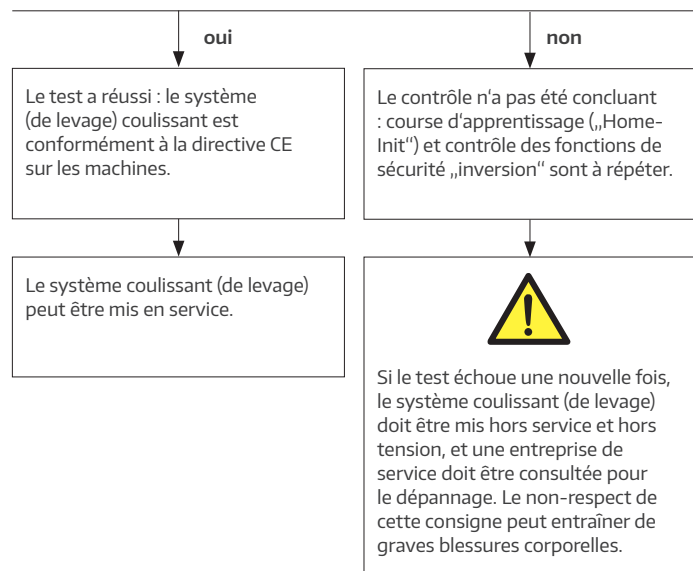 oui
Le test a réussi : le système
(de levage) coulissant est
conformément à la directive CE
sur les machines.
Le système coulissant (de levage)
peut être mis en service.
non
Le contrôle n'a pas été concluant
: course d'apprentissage („Home-
Init“) et contrôle des fonctions de
sécurité „inversion“ sont à répéter.
Si le test échoue une nouvelle fois,
le système coulissant (de levage)
doit être mis hors service et hors
tension, et une entreprise de
service doit être consultée pour
le dépannage. Le non-respect de
cette consigne peut entraîner de
graves blessures corporelles.